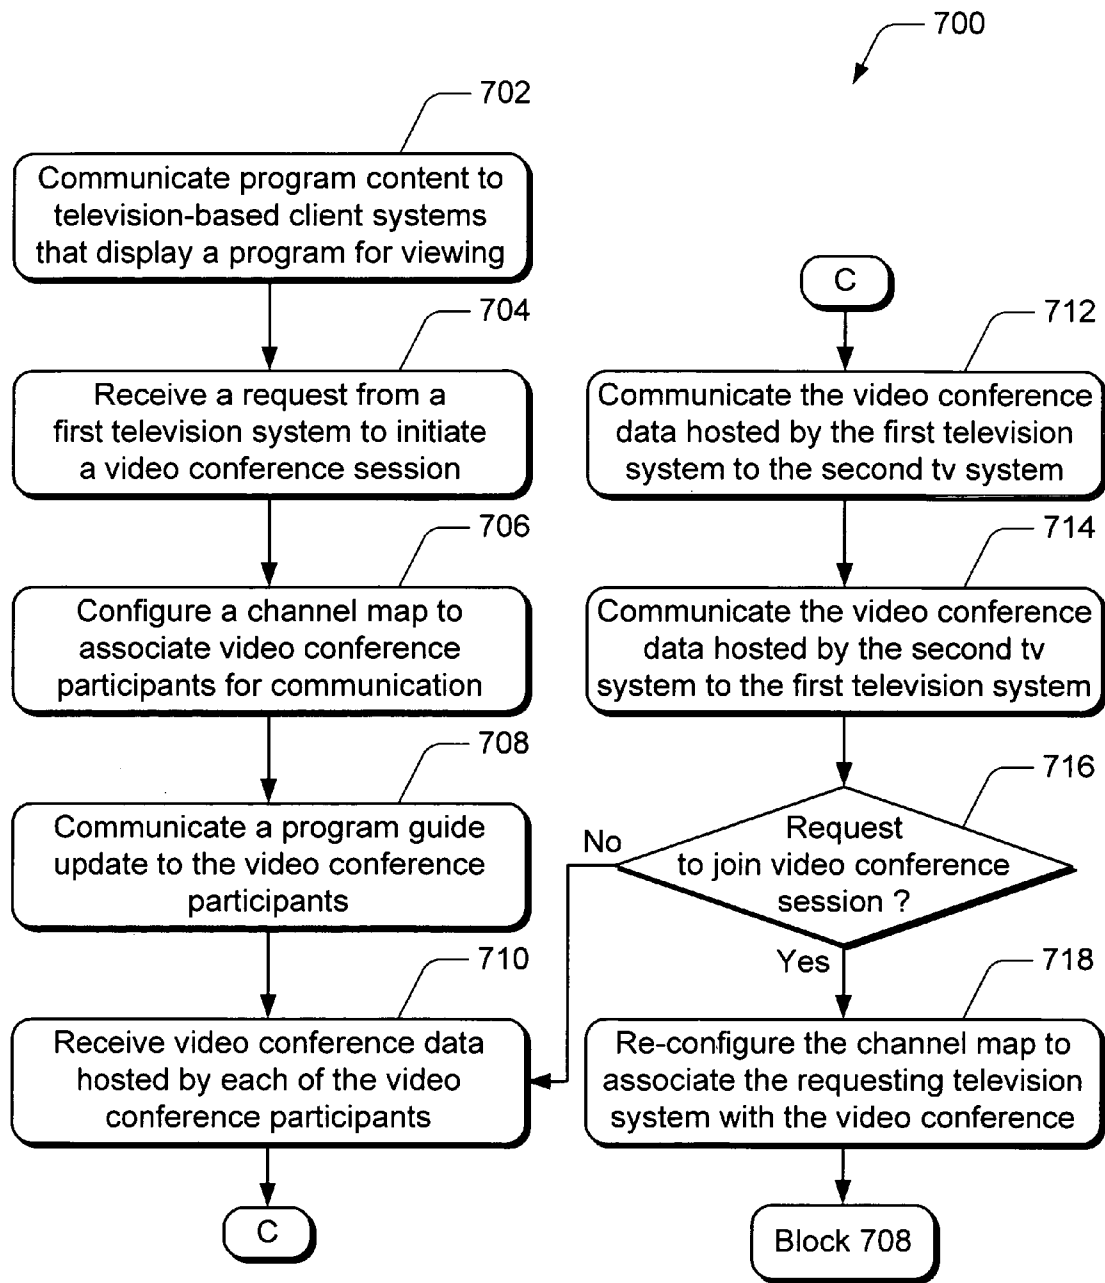 700
702
Communicate program content to
television-based client systems
that display a program for viewing
704
Receive a request from a
first television system to initiate
a video conference session
706
Configure a channel map to
associate video conference
participants for communication
708
Communicate a program guide
update to the video conference
participants
710
Receive video conference data
hosted by each of the video
conference participants
C
C
712
Communicate the video conference
data hosted by the first television
system to the second tv system
714
Communicate the video conference
data hosted by the second tv
system to the first television system
716
Request
to join video conference
session ?
No
Yes
718
Re-configure the channel map to
associate the requesting television
system with the video conference
Block 708